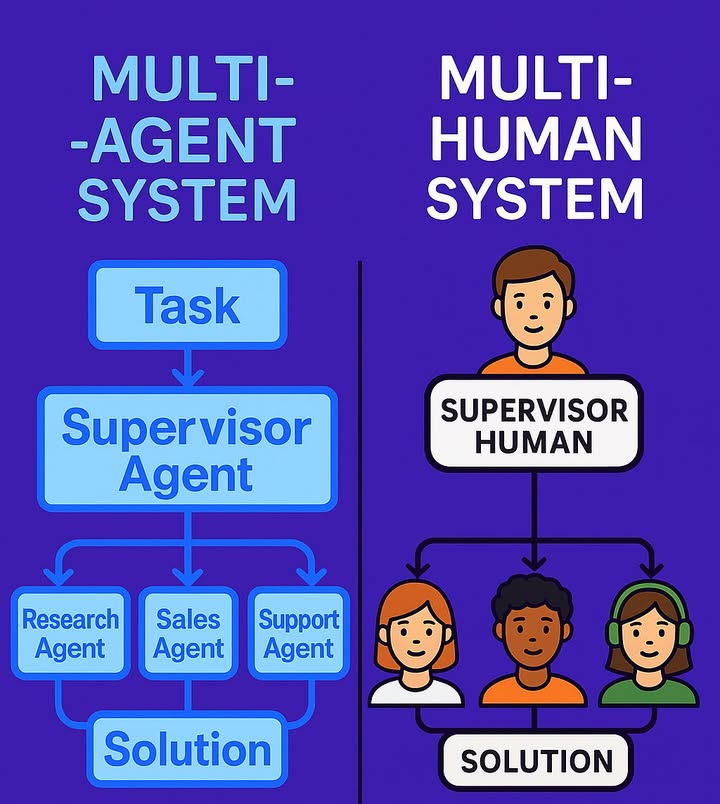 MULTI-
-AGENT
SYSTEM
Task
Supervisor
Agent
Research
Agent
Sales
Agent
Support
Agent
Solution
MULTI-
HUMAN
SYSTEM
SUPERVISOR
HUMAN
SOLUTION